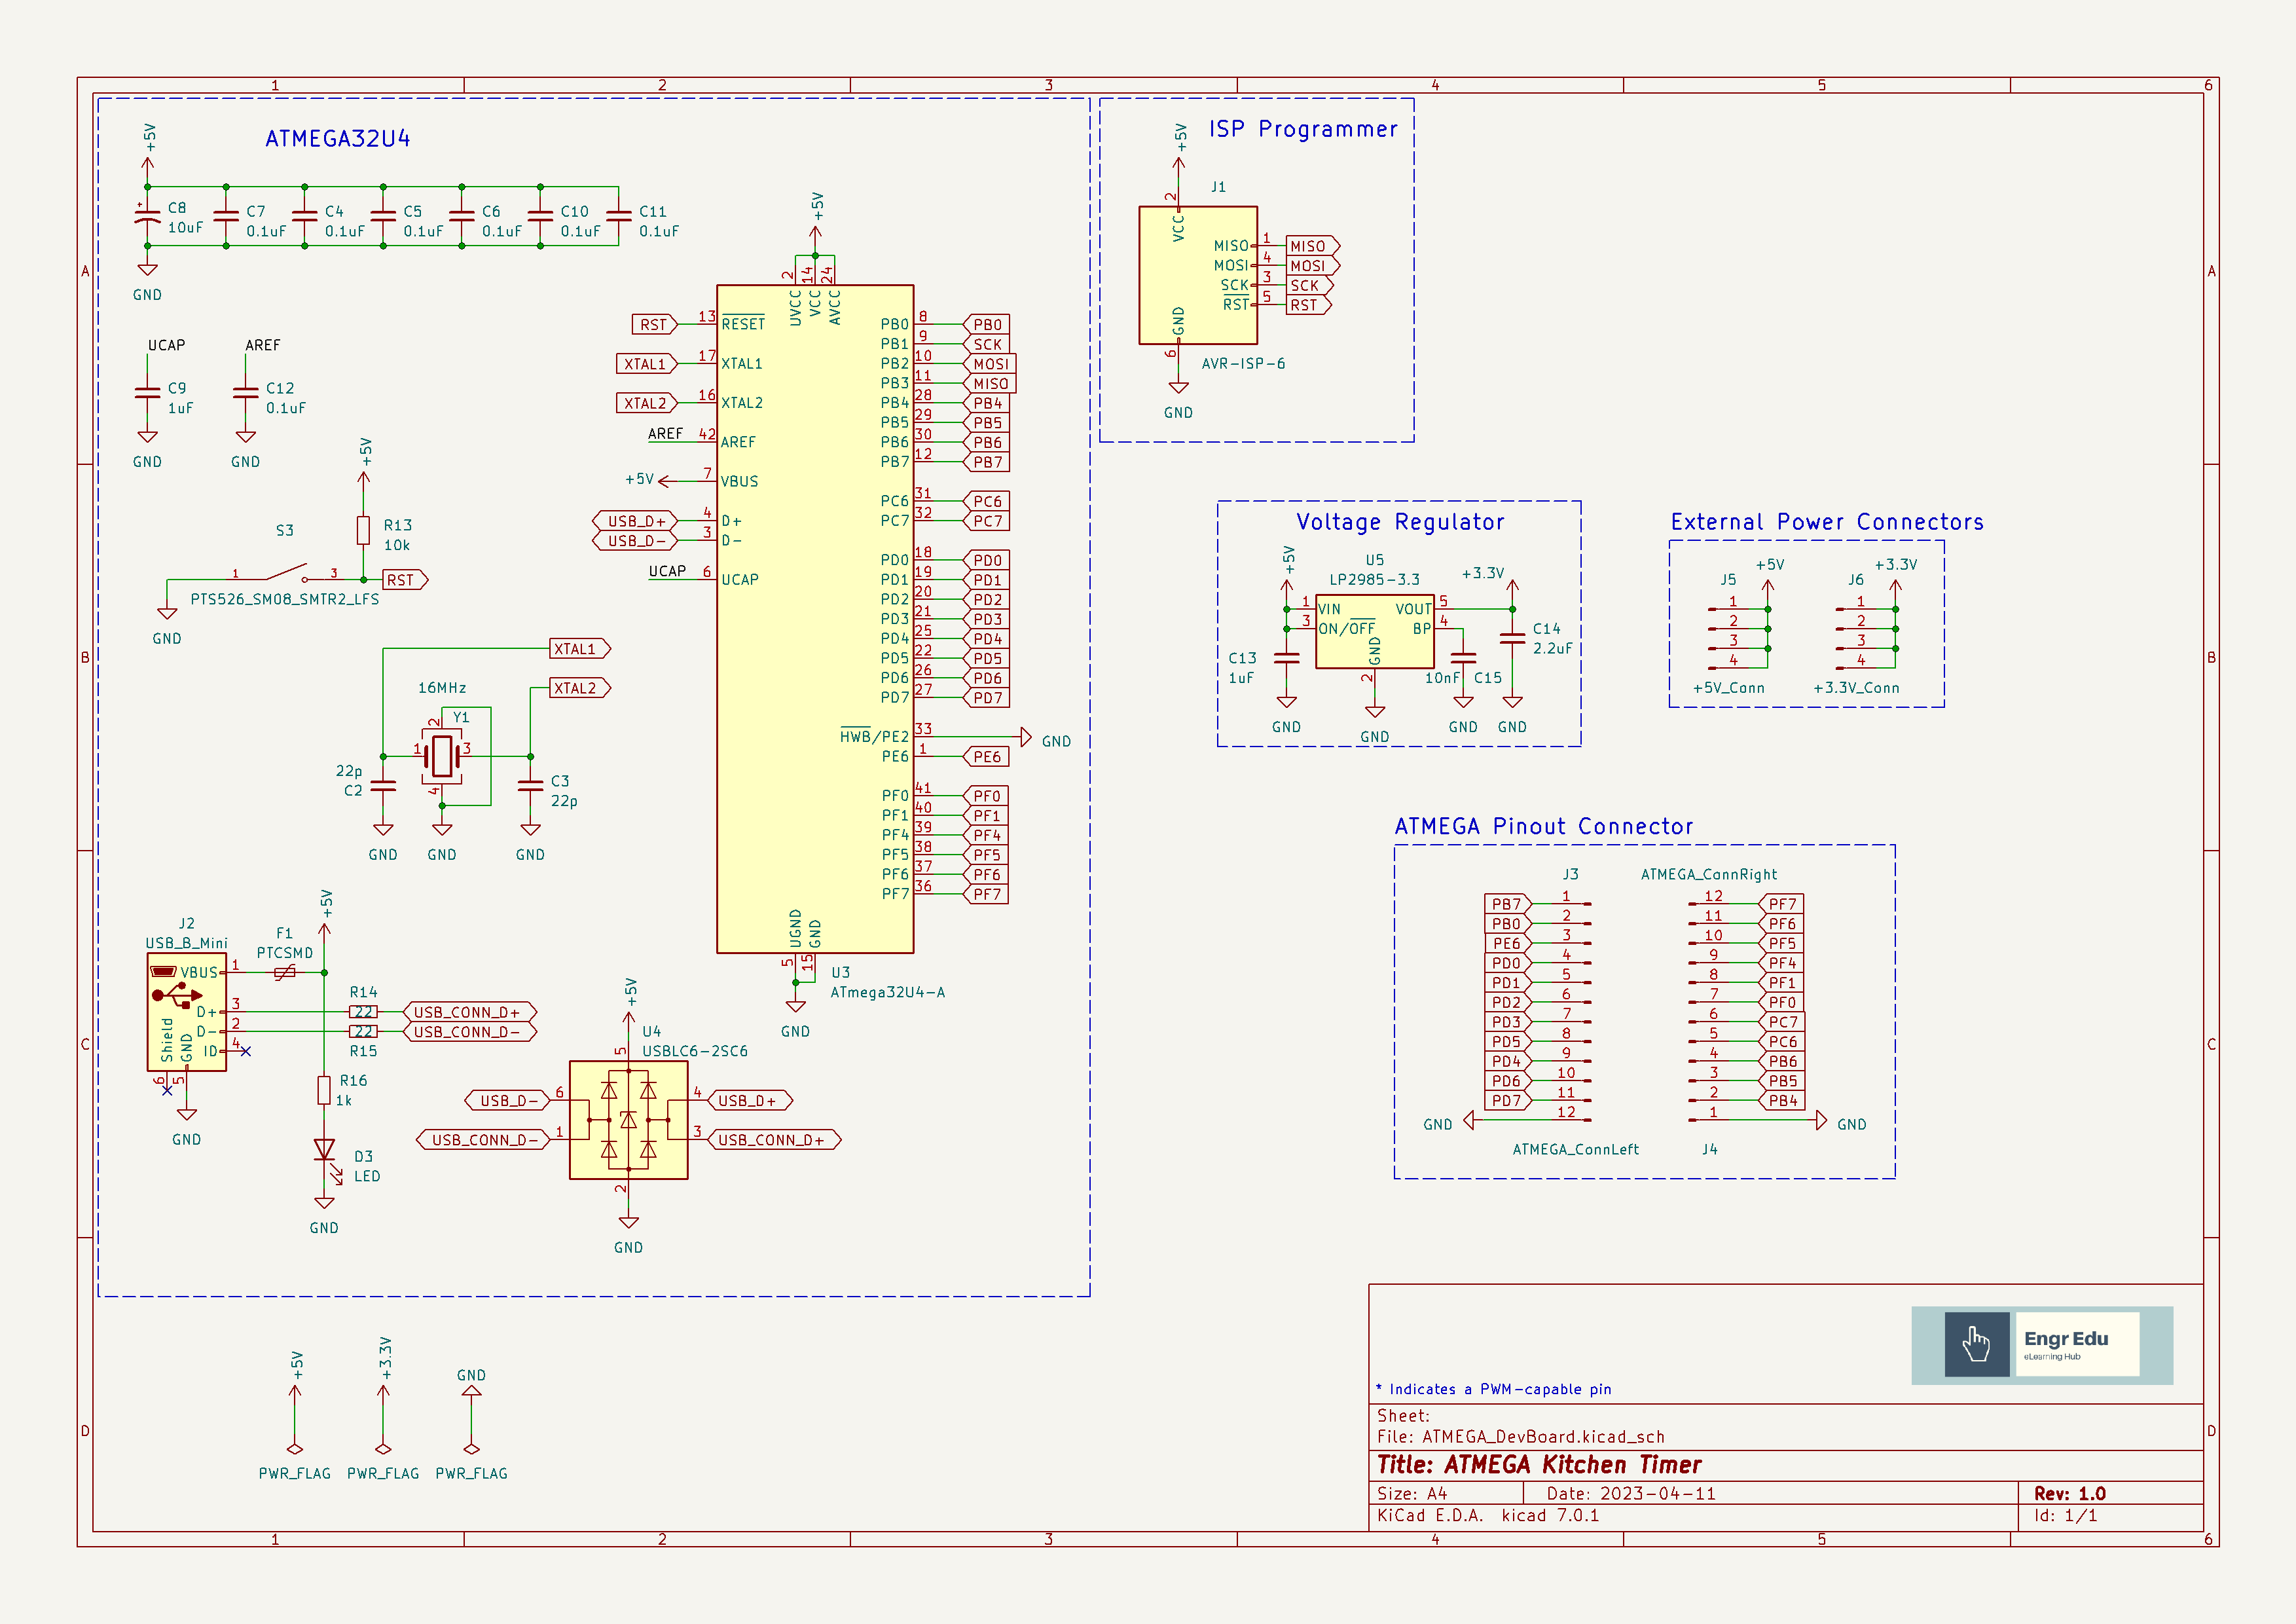 1 2 3 4 5 6
A
B
C
D
ATMEGA32U4
+5V
C8
10uF
C7
0.1uF
C4
0.1uF
C5
0.1uF
C6
0.1uF
C10
0.1uF
C11
0.1uF
GND
UCAP
C9
1uF
GND
AREF
C12
0.1uF
GND
+5V
R13
10k
S3
1 3
RST
PTS526_SM08_SMTR2_LFS
GND
XTAL1
XTAL2
16MHz
Y1
2
1 3
4
22p
C2
C3
22p
GND GND GND
+5V
J2
USB_B_Mini
F1
PTCSMD
VBUS 1
D+ 3
D- 2
ID 4
Shield 6
GND 5
R14
22
22
R15
USB_CONN_D+
USB_CONN_D-
GND
R16
1k
D3
LED
GND
+5V
U4
USBLC6-2SC6
5
USB_D- 6
4 USB_D+
USB_CONN_D- 1
3 USB_CONN_D+
2
GND
+5V
2 14 24
UVCC VCC AVCC
RST 13 RESET
XTAL1 17 XTAL1
XTAL2 16 XTAL2
AREF 42 AREF
+5V 7 VBUS
USB_D+ 4 D+
USB_D- 3 D-
UCAP 6 UCAP
PB0 8 PB0
PB1 9 SCK
PB2 10 MOSI
PB3 11 MISO
PB4 28 PB4
PB5 29 PB5
PB6 30 PB6
PB7 12 PB7
PC6 31 PC6
PC7 32 PC7
PD0 18 PD0
PD1 19 PD1
PD2 20 PD2
PD3 21 PD3
PD4 25 PD4
PD5 22 PD5
PD6 26 PD6
PD7 27 PD7
HWB/PE2 33 GND
PE6 1 PE6
PF0 41 PF0
PF1 40 PF1
PF4 39 PF4
PF5 38 PF5
PF6 37 PF6
PF7 36 PF7
UGND GND
5 15
U3
ATmega32U4-A
GND
ISP Programmer
+5V
J1
2
VCC
MISO 1 MISO
MOSI 4 MOSI
SCK 3 SCK
RST 5 RST
GND
6
AVR-ISP-6
GND
Voltage Regulator
+5V
U5
LP2985-3.3
+3.3V
1 VIN VOUT 5
3 ON/OFF BP 4
GND
2
C13
1uF
10nF C15
C14
2.2uF
GND GND GND GND
External Power Connectors
J5 +5V
1
2
3
4
+5V_Conn
J6 +3.3V
1
2
3
4
+3.3V_Conn
ATMEGA Pinout Connector
J3
PB7 1
PB0 2
PE6 3
PD0 4
PD1 5
PD2 6
PD3 7
PD5 8
PD4 9
PD6 10
PD7 11
GND 12
ATMEGA_ConnLeft
ATMEGA_ConnRight
12 PF7
11 PF6
10 PF5
9 PF4
8 PF1
7 PF0
6 PC7
5 PC6
4 PB6
3 PB5
2 PB4
1 GND
J4
+5V +3.3V GND
PWR_FLAG PWR_FLAG PWR_FLAG
Engr Edu
eLearning Hub
* Indicates a PWM-capable pin
Sheet:
File: ATMEGA_DevBoard.kicad_sch
Title: ATMEGA Kitchen Timer
Size: A4 Date: 2023-04-11 Rev: 1.0
KiCad E.D.A. kicad 7.0.1 Id: 1/1
A
B
C
D
1 2 3 4 5 6